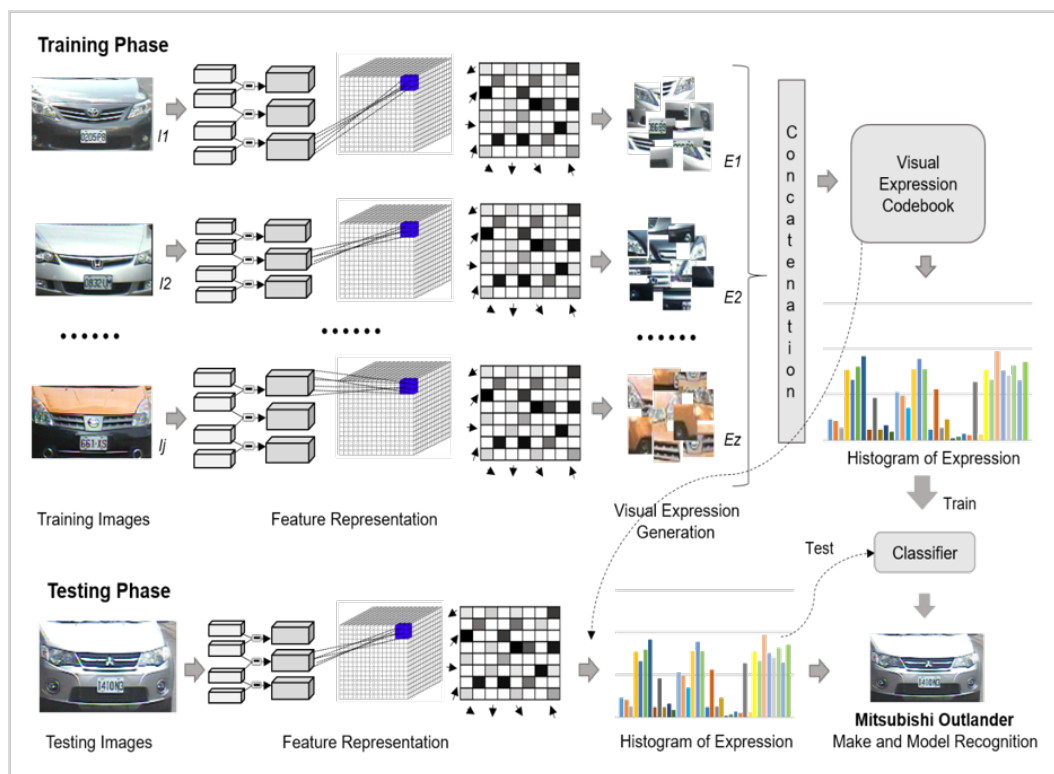 Training Phase
I1
E1
I2
E2
Ij
Ez
Concatenation
Visual
Expression
Codebook
Histogram of Expression
Training Images
Feature Representation
Visual Expression
Generation
Train
Test
Classifier
Testing Phase
Testing Images
Feature Representation
Histogram of Expression
Mitsubishi Outlander
Make and Model Recognition